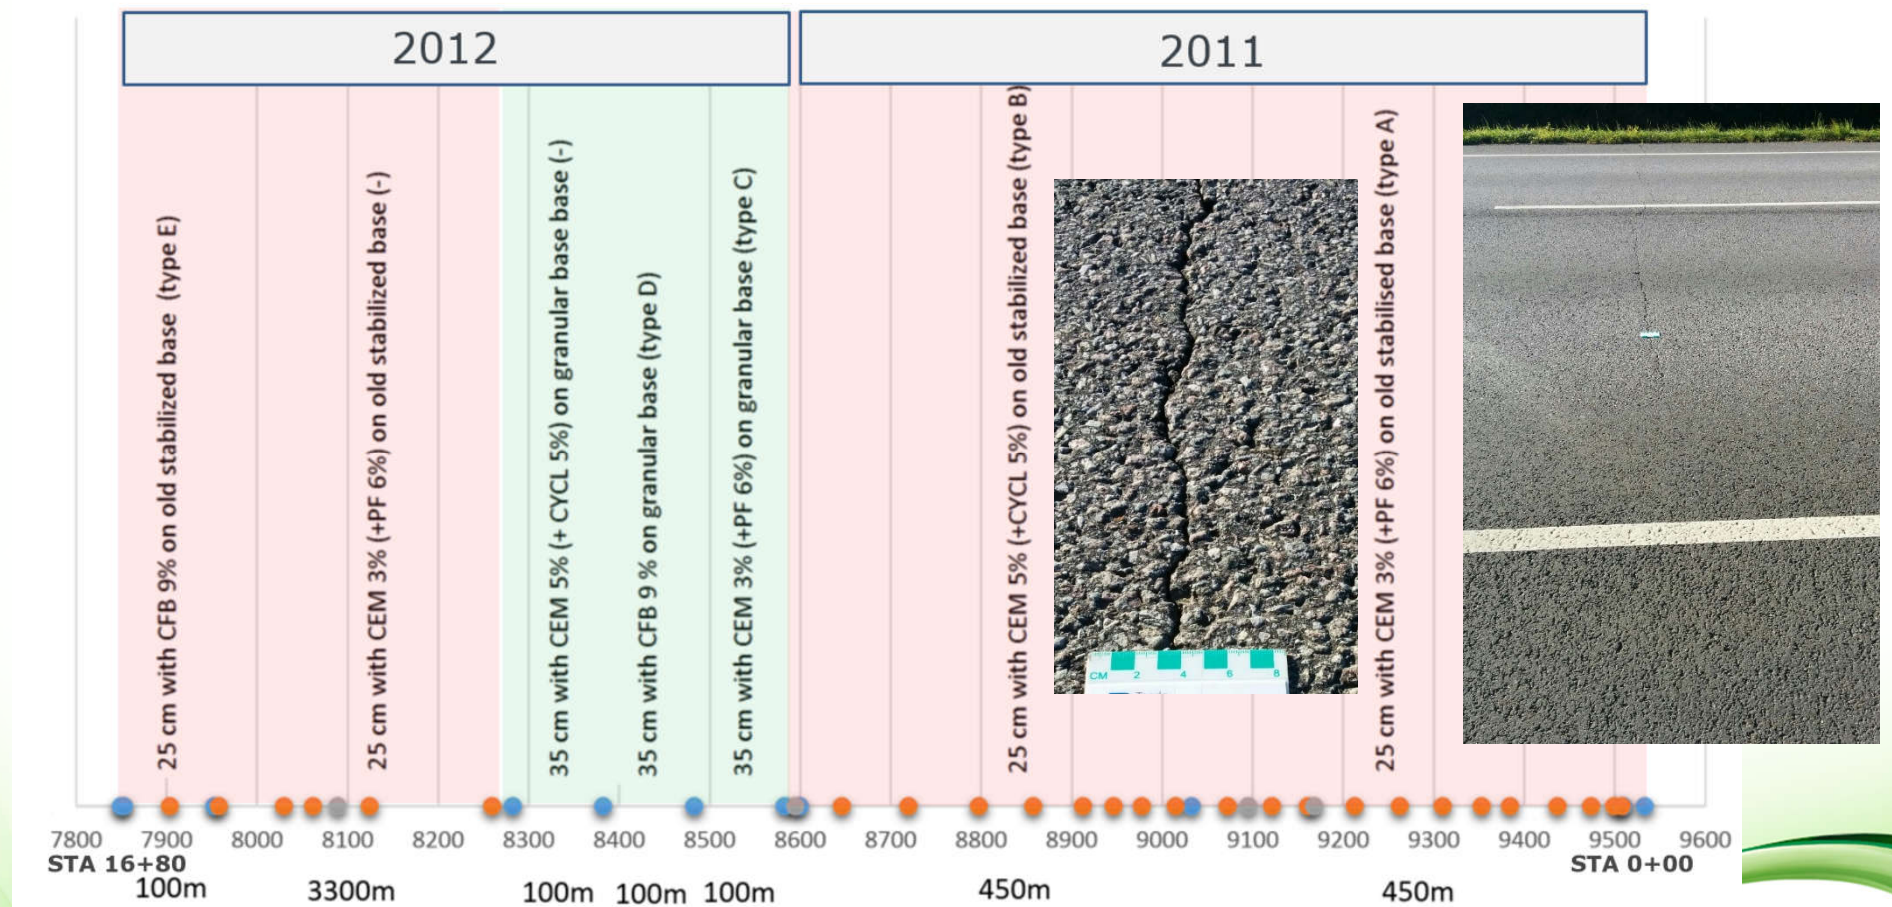 2012
2011
25 cm with CFB 9% on old stabilized base (type E)
25 cm with CEM 3% (+PF 6%) on old stabilized base (-)
35 cm with CEM 5% (+ CYCL 5%) on granular base base (-)
35 cm with CFB 9 % on granular base (type D)
35 cm with CEM 3% (+PF 6%) on granular base (type C)
25 cm with CEM 5% (+CYCL 5%) on old stabilized base (type B)
25 cm with CEM 3% (+PF 6%) on old stabilised base (type A)
CM 2 4 6 8
7800 7900 8000 8100 8200 8300 8400 8500 8600 8700 8800 8900 9000 9100 9200 9300 9400 9500 9600
STA 16+80 STA 0+00
100m 3300m 100m 100m 100m 450m 450m